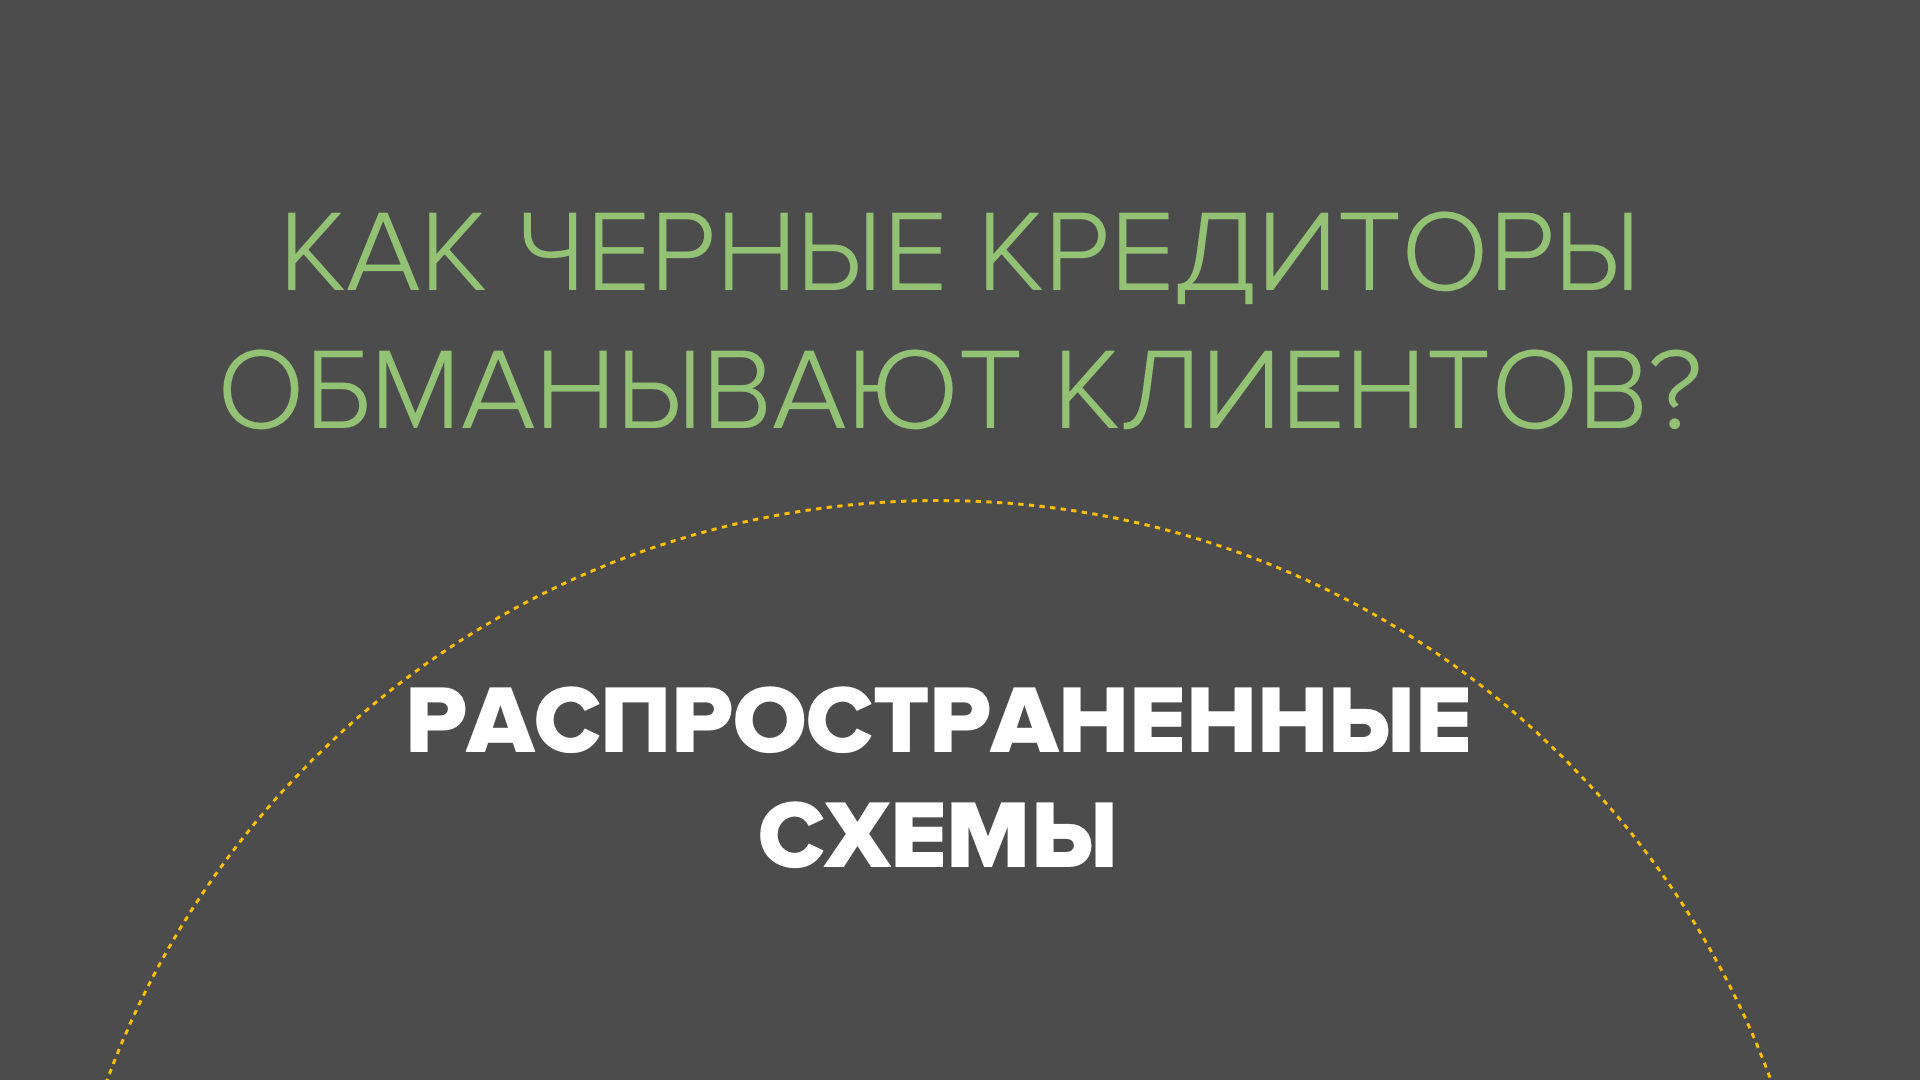 КАК ЧЕРНЫЕ КРЕДИТОРЫ
ОБМАНЫВАЮТ КЛИЕНТОВ?
РАСПРОСТРАНЕННЫЕ
СХЕМЫ